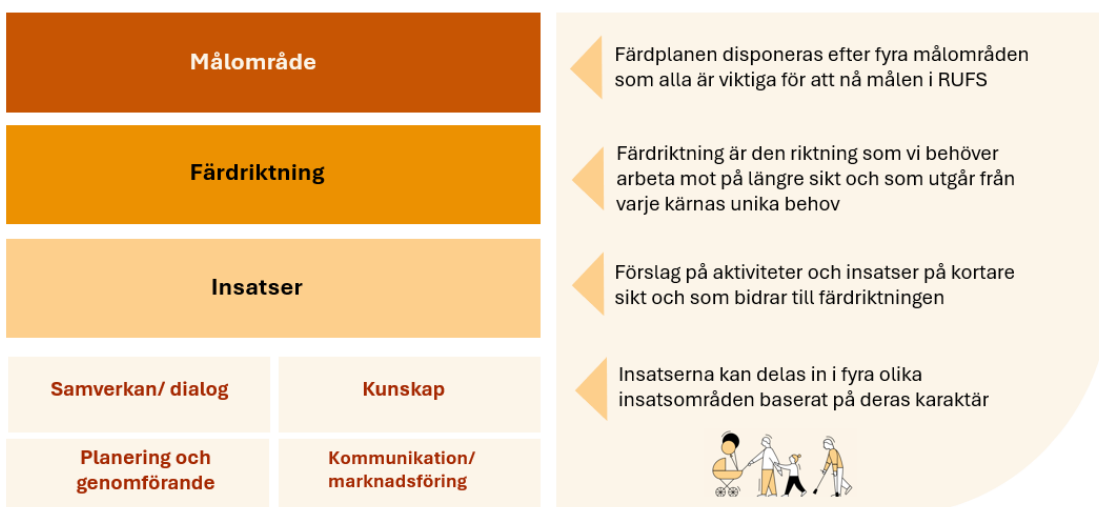 Målområde
Färdplanen disponeras efter fyra målområden
som alla är viktiga för att nå målen i RUFS
Färdriktning
Färdriktning är den riktning som vi behöver
arbeta mot på längre sikt och som utgår från
varje kärnas unika behov
Insatser
Förslag på aktiviteter och insatser på kortare
sikt och som bidrar till färdriktningen
Samverkan/ dialog
Kunskap
Planering och
genomförande
Kommunikation/
marknadsföring
Insatserna kan delas in i fyra olika
insatsområden baserat på deras karaktär